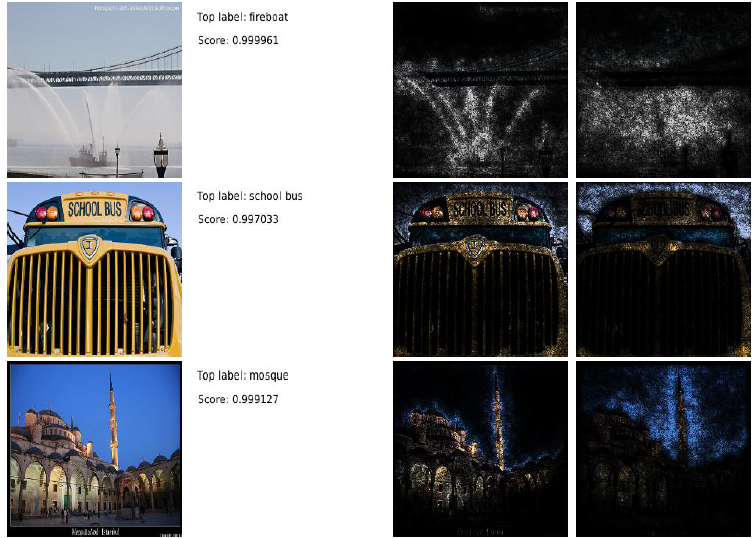 Top label: fireboat
Score: 0.999961
SCHOOL BUS
Top label: school bus
Score: 0.997033
SCHOOL BUS
SCHOOL BUS
Top label: mosque
Score: 0.999127